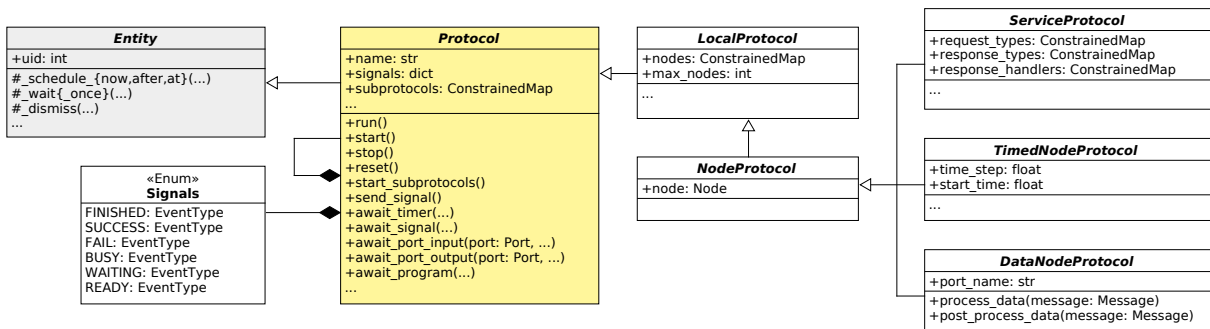 Entity
+uid: int
#_schedule_{now,after,at}(...)
#_wait{_once}(...)
#_dismiss(...)
...
«Enum»
Signals
FINISHED: EventType
SUCCESS: EventType
FAIL: EventType
BUSY: EventType
WAITING: EventType
READY: EventType
Protocol
+name: str
+signals: dict
+subprotocols: ConstrainedMap
...
+run()
+start()
+stop()
+reset()
+start_subprotocols()
+send_signal()
+await_timer(...)
+await_signal(...)
+await_port_input(port: Port, ...)
+await_port_output(port: Port, ...)
+await_program(...)
...
LocalProtocol
+nodes: ConstrainedMap
+max_nodes: int
...
NodeProtocol
+node: Node
ServiceProtocol
+request_types: ConstrainedMap
+response_types: ConstrainedMap
+response_handlers: ConstrainedMap
...
TimedNodeProtocol
+time_step: float
+start_time: float
...
DataNodeProtocol
+port_name: str
+process_data(message: Message)
+post_process_data(message: Message)